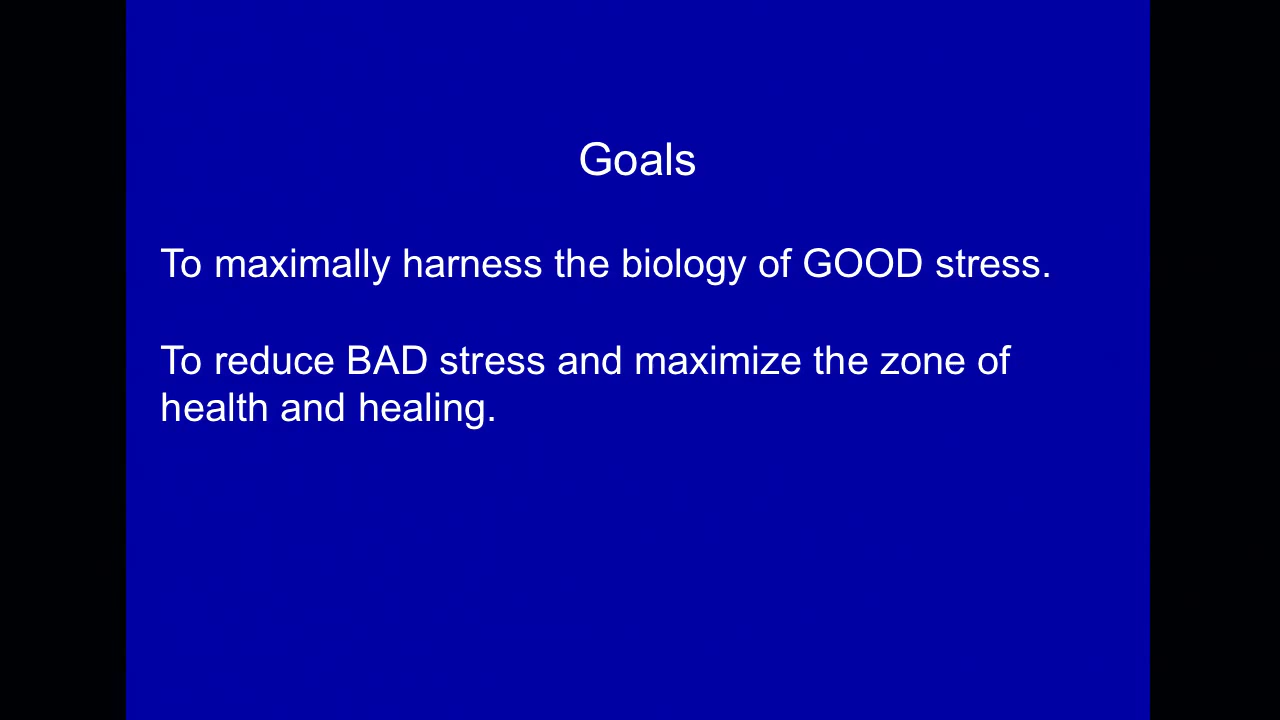 Goals
To maximally harness the biology of GOOD stress.
To reduce BAD stress and maximize the zone of
health and healing.